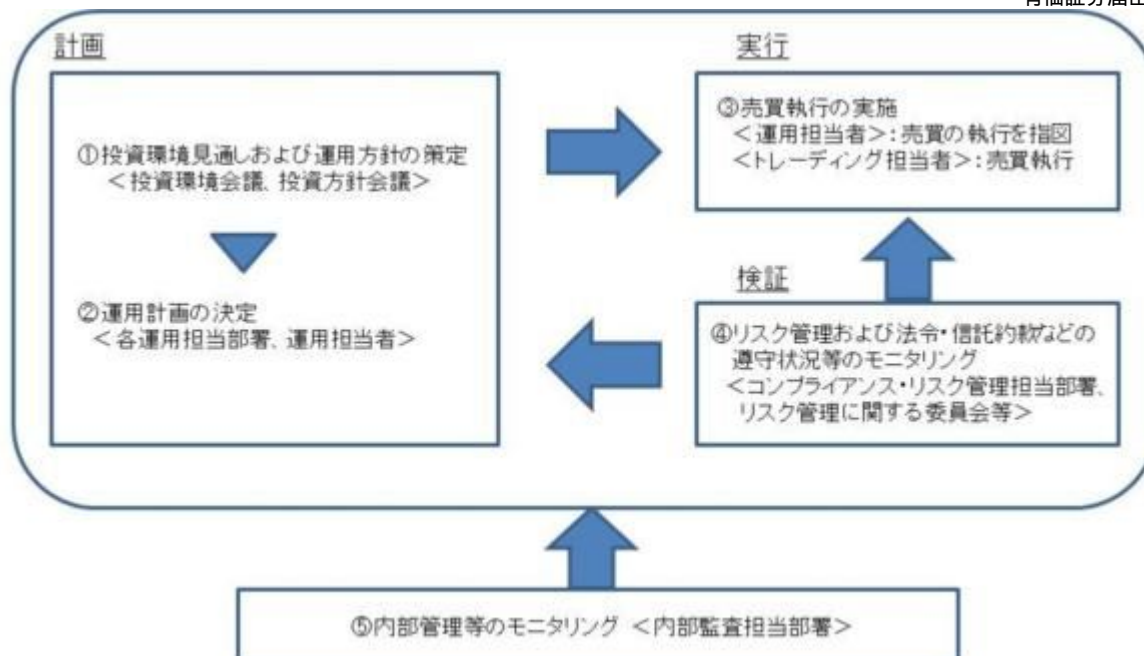 計画
①投資環境見通しおよび運用方針の策定
＜投資環境会議、投資方針会議＞
②運用計画の決定
＜各運用担当部署、運用担当者＞
実行
③売買執行の実施
＜運用担当者＞：売買の執行を指図
＜トレーディング担当者＞：売買執行
検証
④リスク管理および法令・信託約款などの
遵守状況等のモニタリング
＜コンプライアンス・リスク管理担当部署、
リスク管理に関する委員会等＞
⑤内部管理等のモニタリング ＜内部監査担当部署＞